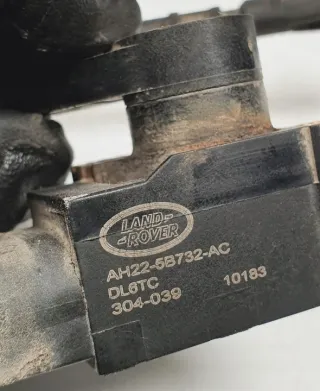 LAND-
-ROVER
AH22-5B732-AC
DL6TC
304-039 10183